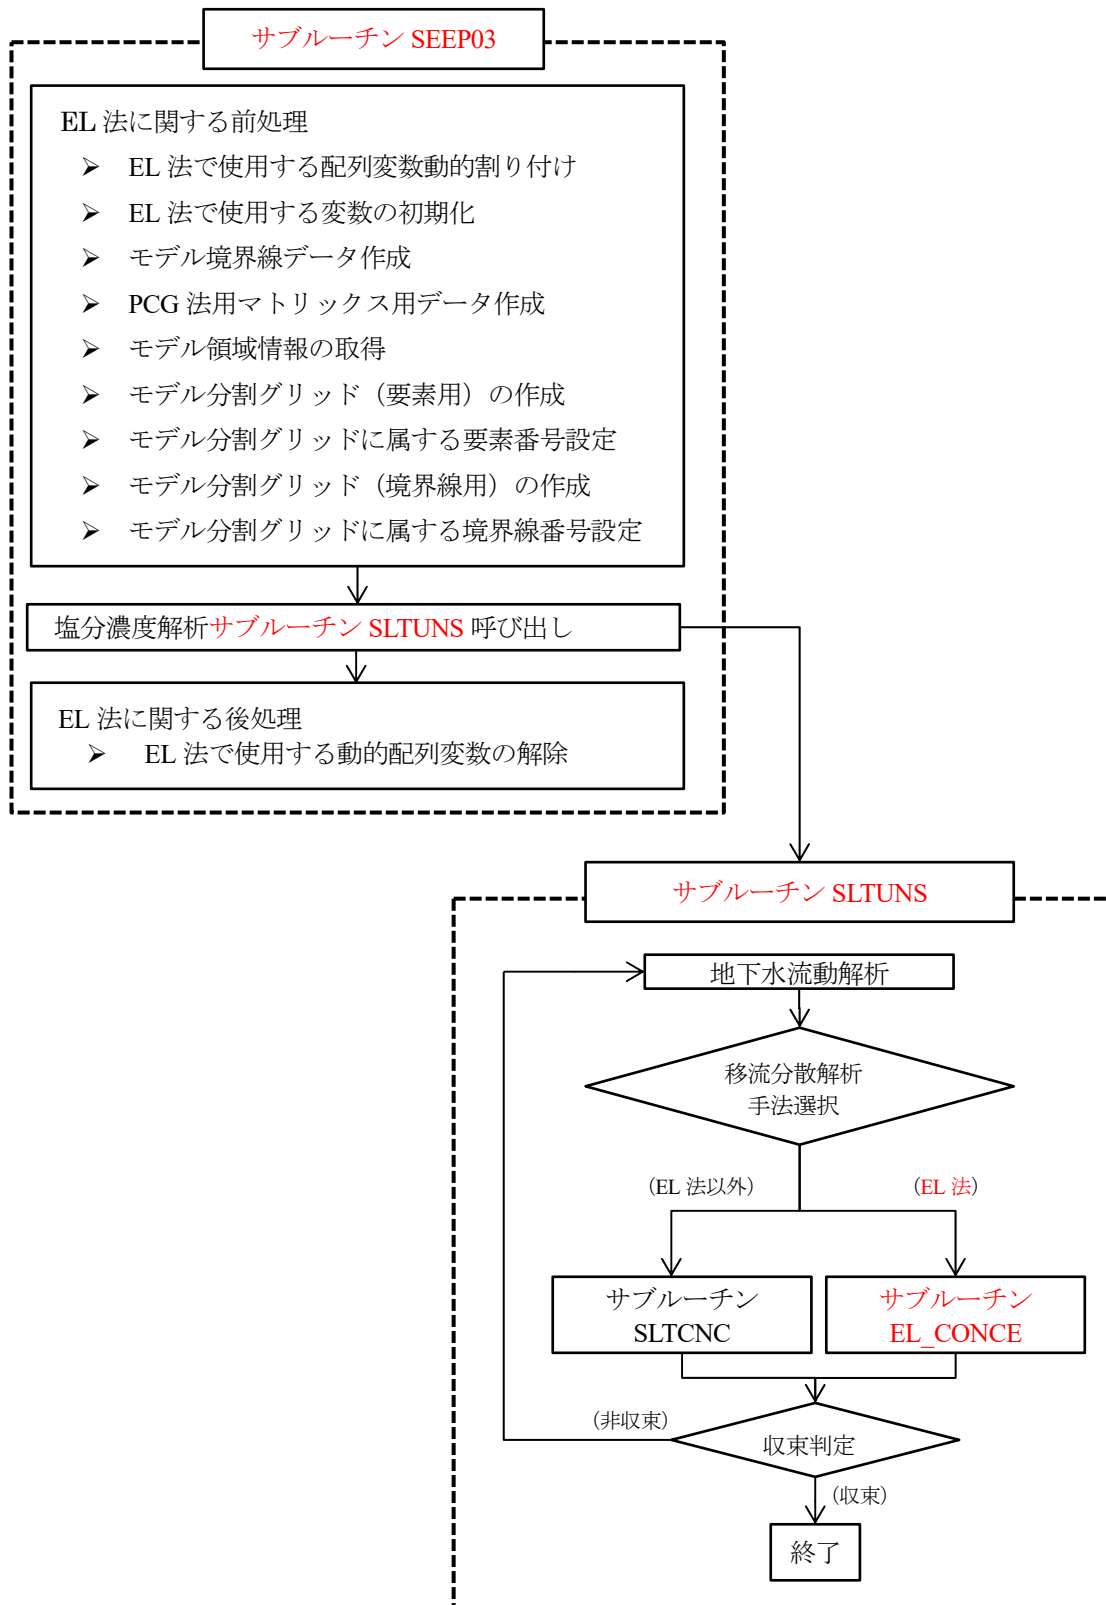 サブルーチン SEEP03
EL 法に関する前処理
➢ EL 法で使用する配列変数動的割り付け
➢ EL 法で使用する変数の初期化
➢ モデル境界線データ作成
➢ PCG 法用マトリックス用データ作成
➢ モデル領域情報の取得
➢ モデル分割グリッド（要素用）の作成
➢ モデル分割グリッドに属する要素番号設定
➢ モデル分割グリッド（境界線用）の作成
➢ モデル分割グリッドに属する境界線番号設定
塩分濃度解析サブルーチン SLTUNS 呼び出し
EL 法に関する後処理
➢ EL 法で使用する動的配列変数の解除
サブルーチン SLTUNS
地下水流動解析
移流分散解析
手法選択
（EL 法以外）
（EL 法）
サブルーチン
SLTCNC
サブルーチン
EL_CONCE
（非収束）
収束判定
（収束）
終了